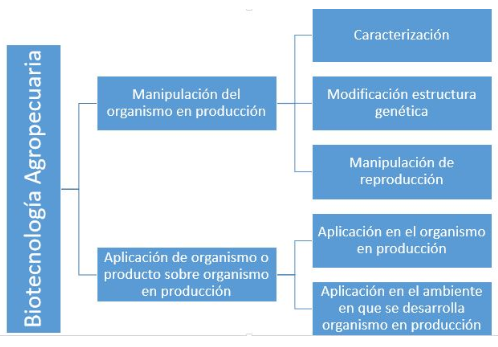 Biotecnología Agropecuaria
Manipulación del
organismo en producción
Caracterización
Modificación estructura
genética
Manipulación de
reproducción
Aplicación de organismo o
producto sobre organismo
en producción
Aplicación en el organismo
en producción
Aplicación en el ambiente
en que se desarrolla
organismo en producción